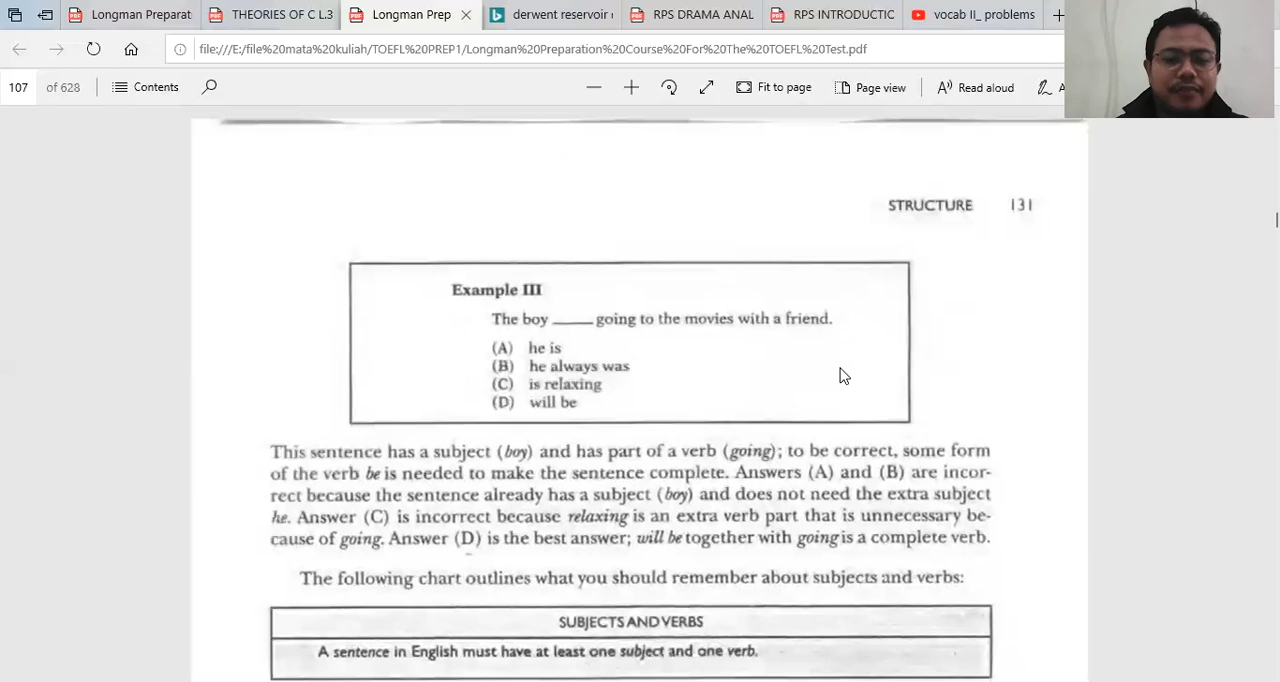 Longman Preparat
THEORIES OF C L.3
Longman Prep
derwent reservoir
RPS DRAMA ANAL
RPS INTRODUCTIC
vocab II_ problems
file:///E:/file%20mata%20kuliah/TOEFL%20PREP1/Longman%20Preparation%20Course%20For%20The%20TOEFL%20Test.pdf
107 of 628 Contents Fit to page Page view Read aloud
STRUCTURE 131
Example III
The boy ____ going to the movies with a friend.
(A) he is
(B) he always was
(C) is relaxing
(D) will be
This sentence has a subject (boy) and has part of a verb (going); to be correct, some form
of the verb be is needed to make the sentence complete. Answers (A) and (B) are incor-
rect because the sentence already has a subject (boy) and does not need the extra subject
he. Answer (C) is incorrect because relaxing is an extra verb part that is unnecessary be-
cause of going. Answer (D) is the best answer; will be together with going is a complete verb.
The following chart outlines what you should remember about subjects and verbs:
SUBJECTS AND VERBS
A sentence in English must have at least one subject and one verb.